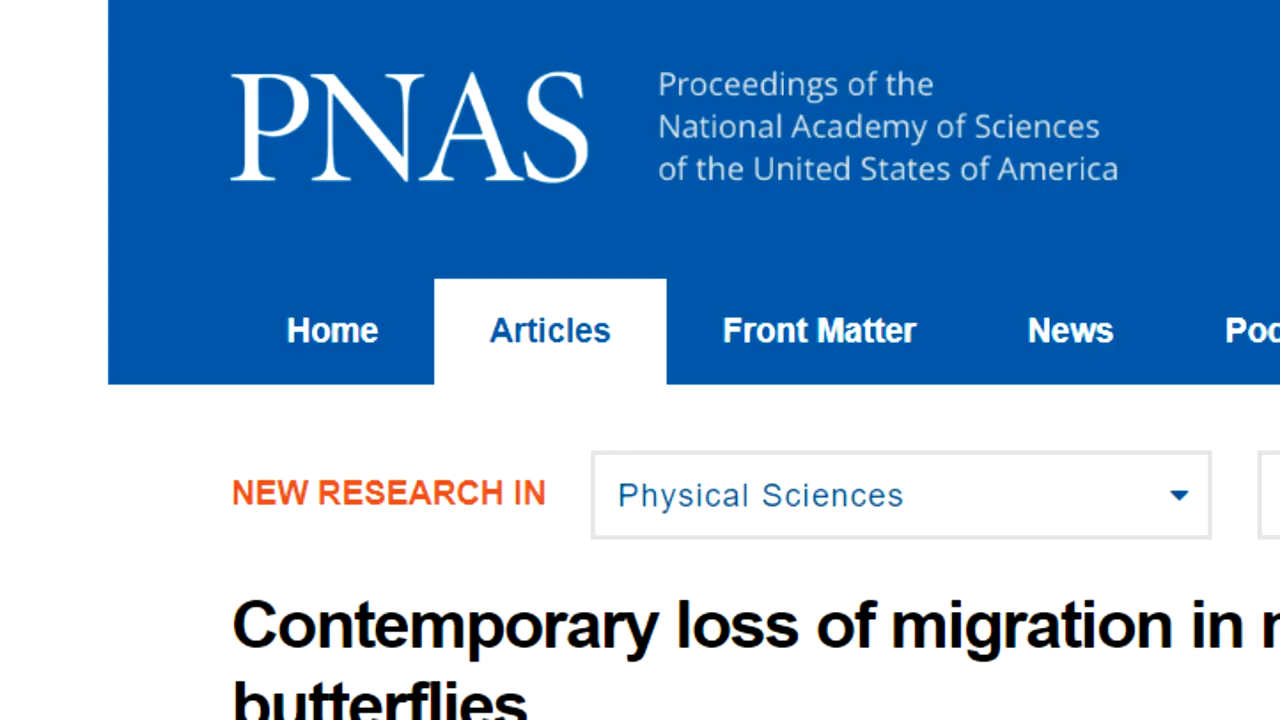 PNAS
Proceedings of the
National Academy of Sciences
of the United States of America
Home Articles Front Matter News
NEW RESEARCH IN Physical Sciences
Contemporary loss of migration in
butterflies